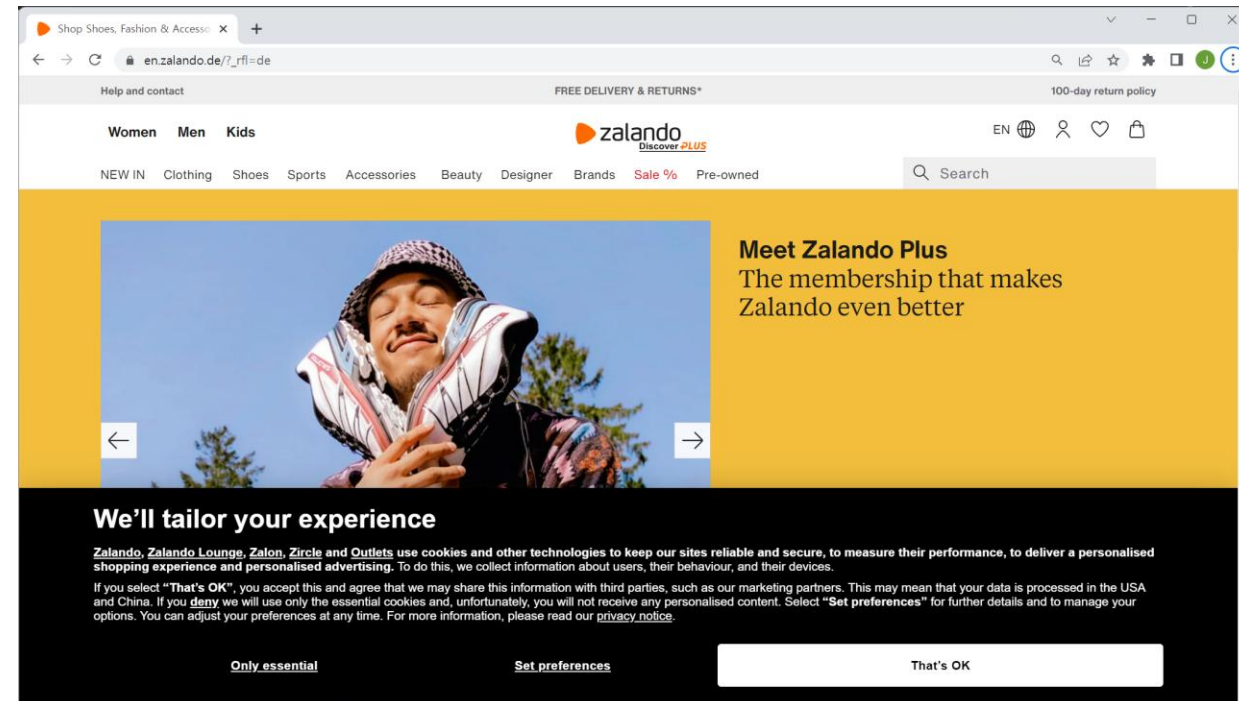 Shop Shoes, Fashion & Accesso
en.zalando.de/?_rfl=de
J
Help and contact FREE DELIVERY & RETURNS* 100-day return policy
Women Men Kids zalando EN
Discover PLUS
NEW IN Clothing Shoes Sports Accessories Beauty Designer Brands Sale % Pre-owned Search
Meet Zalando Plus
The membership that makes
Zalando even better
We'll tailor your experience
Zalando, Zalando Lounge, Zalon, Zircle and Outlets use cookies and other technologies to keep our sites reliable and secure, to measure their performance, to deliver a personalised
shopping experience and personalised advertising. To do this, we collect information about users, their behaviour, and their devices.
If you select "That's OK", you accept this and agree that we may share this information with third parties, such as our marketing partners. This may mean that your data is processed in the USA
and China. If you deny we will use only the essential cookies and, unfortunately, you will not receive any personalised content. Select "Set preferences" for further details and to manage your
options. You can adjust your preferences at any time. For more information, please read our privacy notice.
Only essential Set preferences That's OK